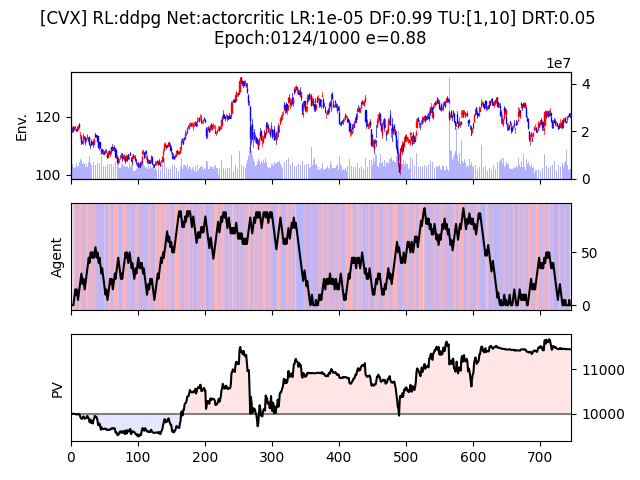 [CVX] RL:ddpg Net:actorcritic LR:1e-05 DF:0.99 TU:[1,10] DRT:0.05
Epoch:0124/1000 e=0.88
1e7
Env.
120
100
4
2
0
Agent
50
0
PV
11000
10000
0 100 200 300 400 500 600 700